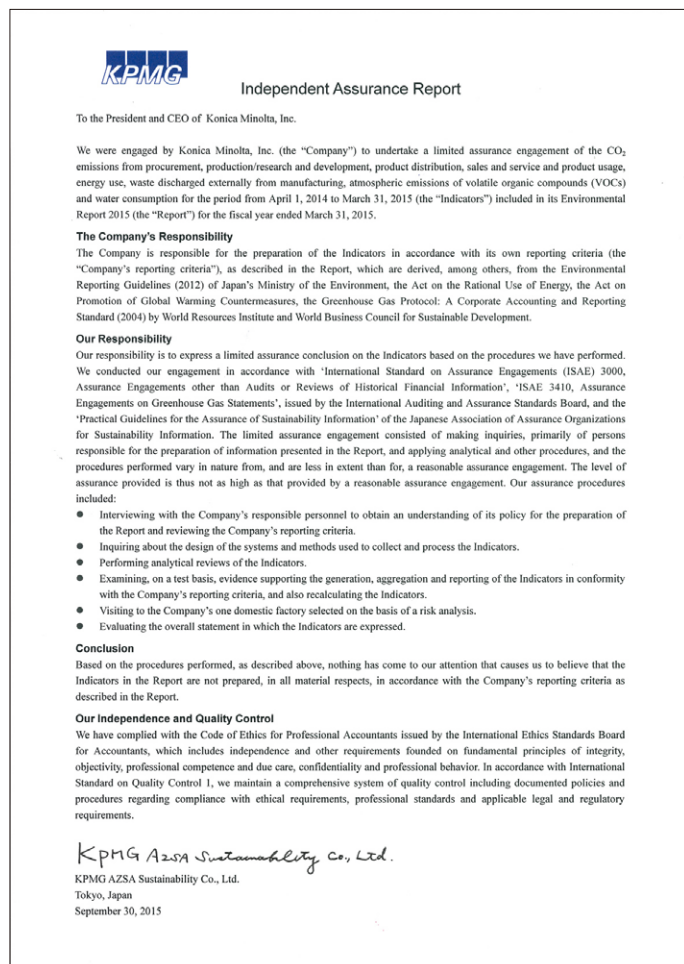 KPMG
Independent Assurance Report
To the President and CEO of Konica Minolta, Inc.
We were engaged by Konica Minolta, Inc. (the “Company”) to undertake a limited assurance engagement of the CO₂
emissions from procurement, production/research and development, product distribution, sales and service and product usage,
energy use, waste discharged externally from manufacturing, atmospheric emissions of volatile organic compounds (VOCs)
and water consumption for the period from April 1, 2014 to March 31, 2015 (the “Indicators”) included in its Environmental
Report 2015 (the “Report”) for the fiscal year ended March 31, 2015.
The Company's Responsibility
The Company is responsible for the preparation of the Indicators in accordance with its own reporting criteria (the
“Company's reporting criteria”), as described in the Report, which are derived, among others, from the Environmental
Reporting Guidelines (2012) of Japan's Ministry of the Environment, the Act on the Rational Use of Energy, the Act on
Promotion of Global Warming Countermeasures, the Greenhouse Gas Protocol: A Corporate Accounting and Reporting
Standard (2004) by World Resources Institute and World Business Council for Sustainable Development.
Our Responsibility
Our responsibility is to express a limited assurance conclusion on the Indicators based on the procedures we have performed.
We conducted our engagement in accordance with ‘International Standard on Assurance Engagements (ISAE) 3000,
Assurance Engagements other than Audits or Reviews of Historical Financial Information’, ‘ISAE 3410, Assurance
Engagements on Greenhouse Gas Statements’, issued by the International Auditing and Assurance Standards Board, and the
‘Practical Guidelines for the Assurance of Sustainability Information’ of the Japanese Association of Assurance Organizations
for Sustainability Information. The limited assurance engagement consisted of making inquiries, primarily of persons
responsible for the preparation of information presented in the Report, and applying analytical and other procedures, and the
procedures performed vary in nature from, and are less in extent than for, a reasonable assurance engagement. The level of
assurance provided is thus not as high as that provided by a reasonable assurance engagement. Our assurance procedures
included:
● Interviewing with the Company's responsible personnel to obtain an understanding of its policy for the preparation of
the Report and reviewing the Company's reporting criteria.
● Inquiring about the design of the systems and methods used to collect and process the Indicators.
● Performing analytical reviews of the Indicators.
● Examining, on a test basis, evidence supporting the generation, aggregation and reporting of the Indicators in conformity
with the Company's reporting criteria, and also recalculating the Indicators.
● Visiting to the Company's one domestic factory selected on the basis of a risk analysis.
● Evaluating the overall statement in which the Indicators are expressed.
Conclusion
Based on the procedures performed, as described above, nothing has come to our attention that causes us to believe that the
Indicators in the Report are not prepared, in all material respects, in accordance with the Company's reporting criteria as
described in the Report.
Our Independence and Quality Control
We have complied with the Code of Ethics for Professional Accountants issued by the International Ethics Standards Board
for Accountants, which includes independence and other requirements founded on fundamental principles of integrity,
objectivity, professional competence and due care, confidentiality and professional behavior. In accordance with International
Standard on Quality Control 1, we maintain a comprehensive system of quality control including documented policies and
procedures regarding compliance with ethical requirements, professional standards and applicable legal and regulatory
requirements.
KPMG AZSA Sustainability Co., Ltd.
KPMG AZSA Sustainability Co., Ltd.
Tokyo, Japan
September 30, 2015